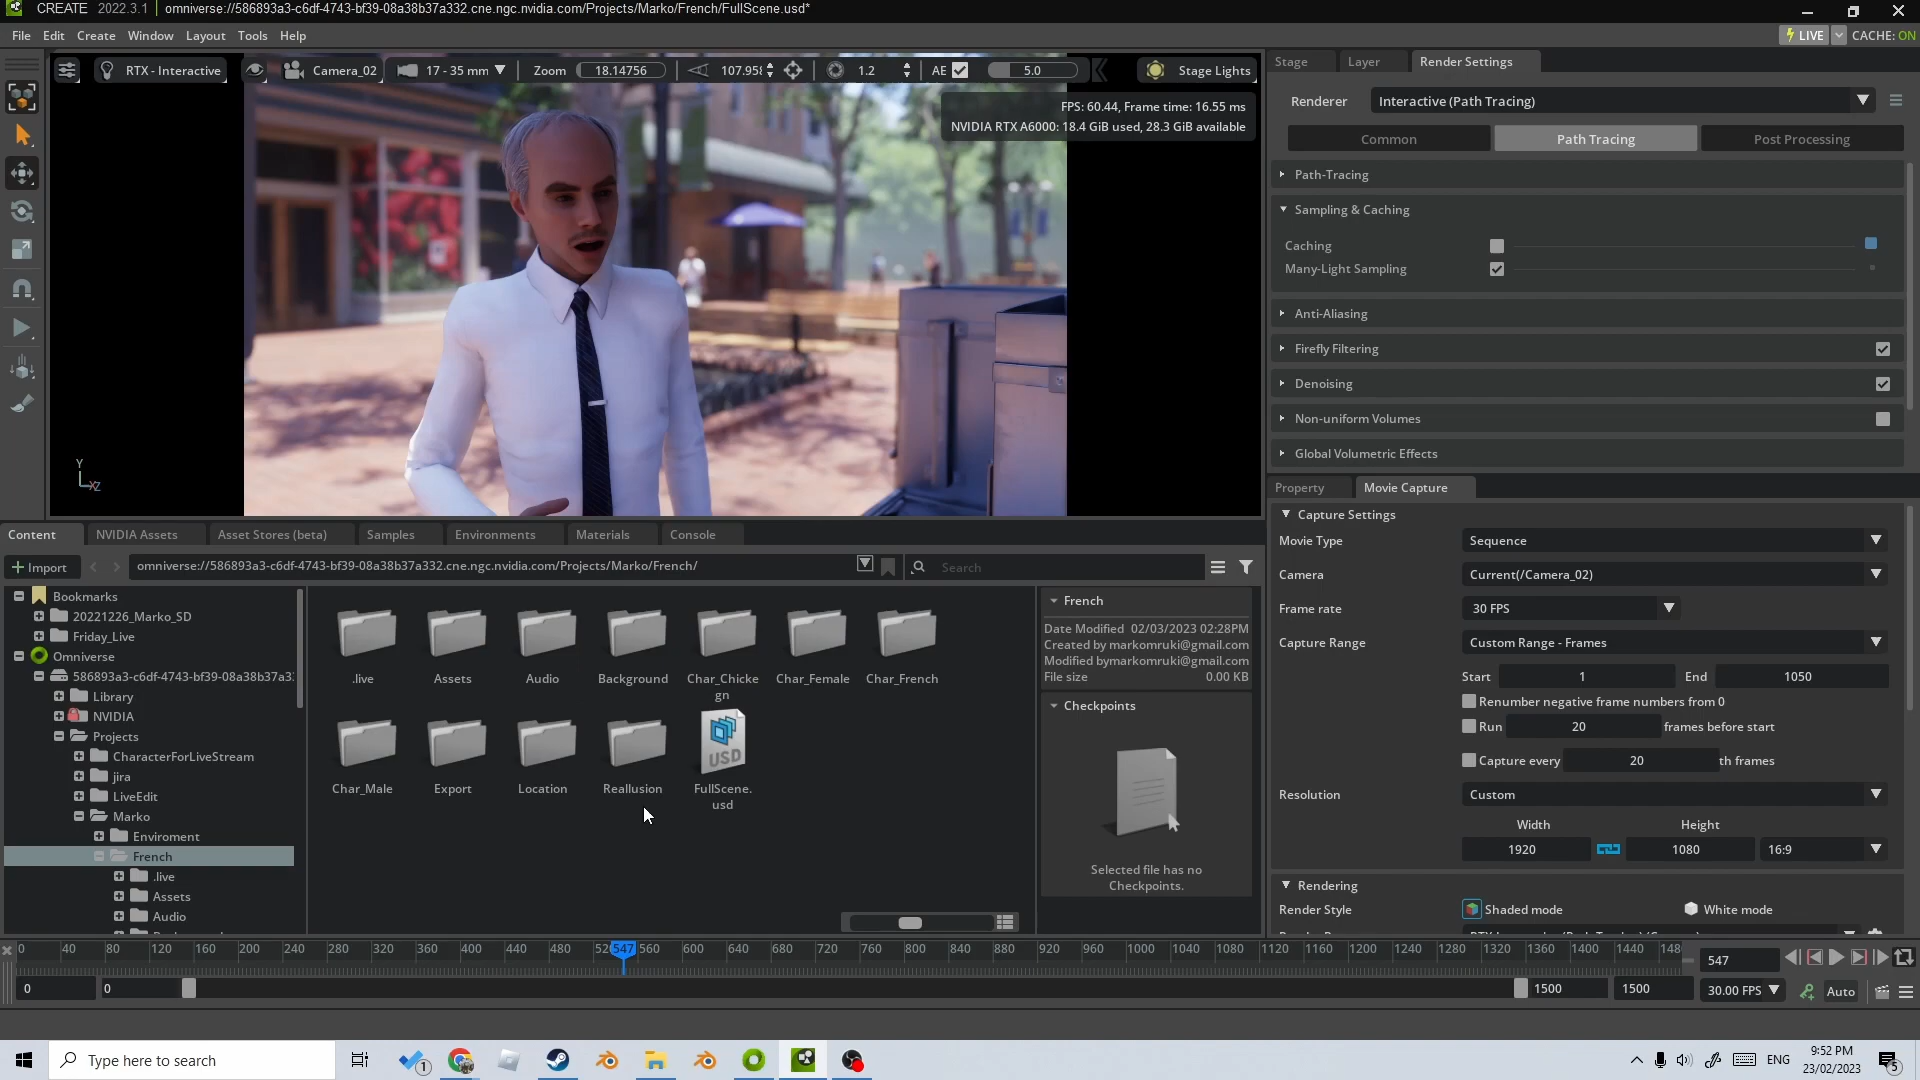 CREATE 2022.3.1 | omniverse://586893a3-c6df-4743-bf39-08a38b37a332.cne.ngc.nvidia.com/Projects/Marko/French/FullScene.usd*
File Edit Create Window Layout Tools Help
LIVE CACHE: ON
RTX - Interactive Camera_02 17 - 35 mm Zoom 18.14756 107.958 1.2 AE 5.0 Stage Lights
FPS: 60.44, Frame time: 16.55 ms
NVIDIA RTX A6000: 18.4 GiB used, 28.3 GiB available
Y
Z
Stage Layer Render Settings
Renderer Interactive (Path Tracing)
Common Path Tracing Post Processing
Path-Tracing
Sampling & Caching
Caching
Many-Light Sampling
Anti-Aliasing
Firefly Filtering
Denoising
Non-uniform Volumes
Global Volumetric Effects
Property Movie Capture
Capture Settings
Movie Type Sequence
Camera Current(/Camera_02)
Frame rate 30 FPS
Capture Range Custom Range - Frames
Start 1 End 1050
Renumber negative frame numbers from 0
Run 20 frames before start
Capture every 20 th frames
Resolution Custom
Width Height
1920 1080 16:9
Rendering
Render Style Shaded mode White mode
Content NVIDIA Assets Asset Stores (beta) Samples Environments Materials Console
+ Import omniverse://586893a3-c6df-4743-bf39-08a38b37a332.cne.ngc.nvidia.com/Projects/Marko/French/ Search
Bookmarks
20221226_Marko_SD
Friday_Live
Omniverse
586893a3-c6df-4743-bf39-08a38b37a3
Library
NVIDIA
Projects
CharacterForLiveStream
jira
LiveEdit
Marko
Enviroment
French
.live
Assets
Audio
.live Assets Audio Background Char_Chicke Char_Female Char_French
gn
USD
Char_Male Export Location Reallusion FullScene.
usd
French
Date Modified 02/03/2023 02:28PM
Created by markomruki@gmail.com
Modified bymarkomruki@gmail.com
File size 0.00 KB
Checkpoints
Selected file has no
Checkpoints.
0 40 80 120 160 200 240 280 320 360 400 440 480 52 547 560 600 640 680 720 760 800 840 880 920 960 1000 1040 1080 1120 1160 1200 1240 1280 1320 1360 1400 1440 148 547
0 0 1500 1500 30.00 FPS Auto
Type here to search 1 ENG 9:52 PM
23/02/2023 5